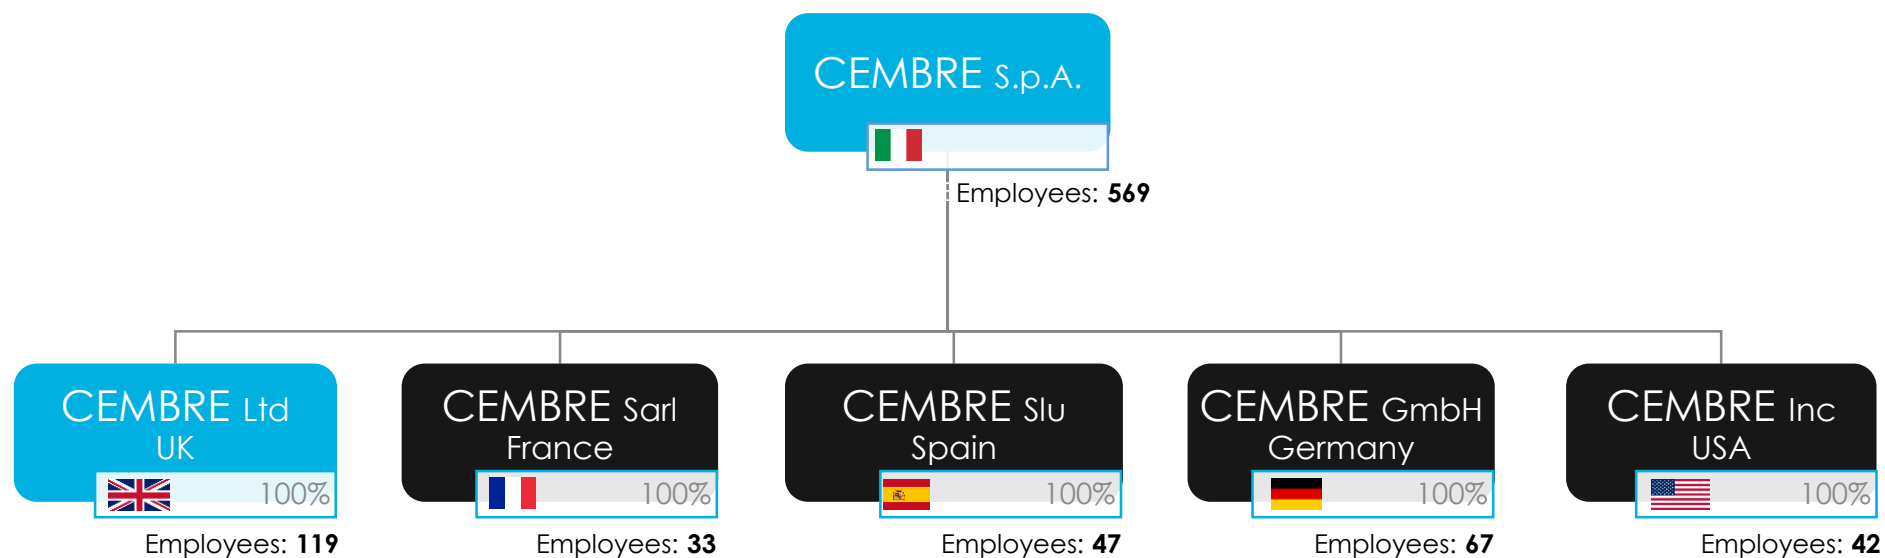 CEMBRE S.p.A.
Employees: 569
CEMBRE Ltd
UK
100%
Employees: 119
CEMBRE Sarl
France
100%
Employees: 33
CEMBRE Slu
Spain
100%
Employees: 47
CEMBRE GmbH
Germany
100%
Employees: 67
CEMBRE Inc
USA
100%
Employees: 42